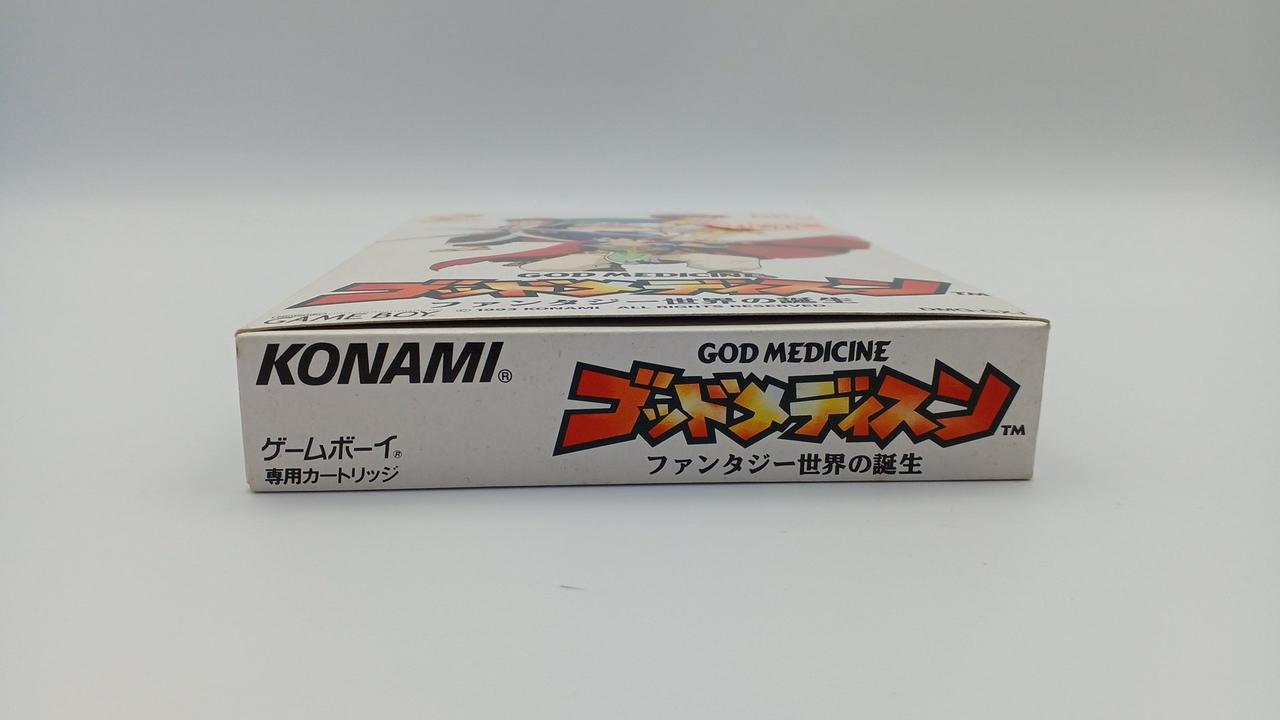 GOD MEDICINE
ゴッドメディスン™
ファンタジー世界の誕生
GAME BOY
© 1993 KONAMI ALL RIGHTS RESERVED.
KONAMI®
GOD MEDICINE
ゴッドメディスン™
ファンタジー世界の誕生
ゲームボーイ®
専用カートリッジ